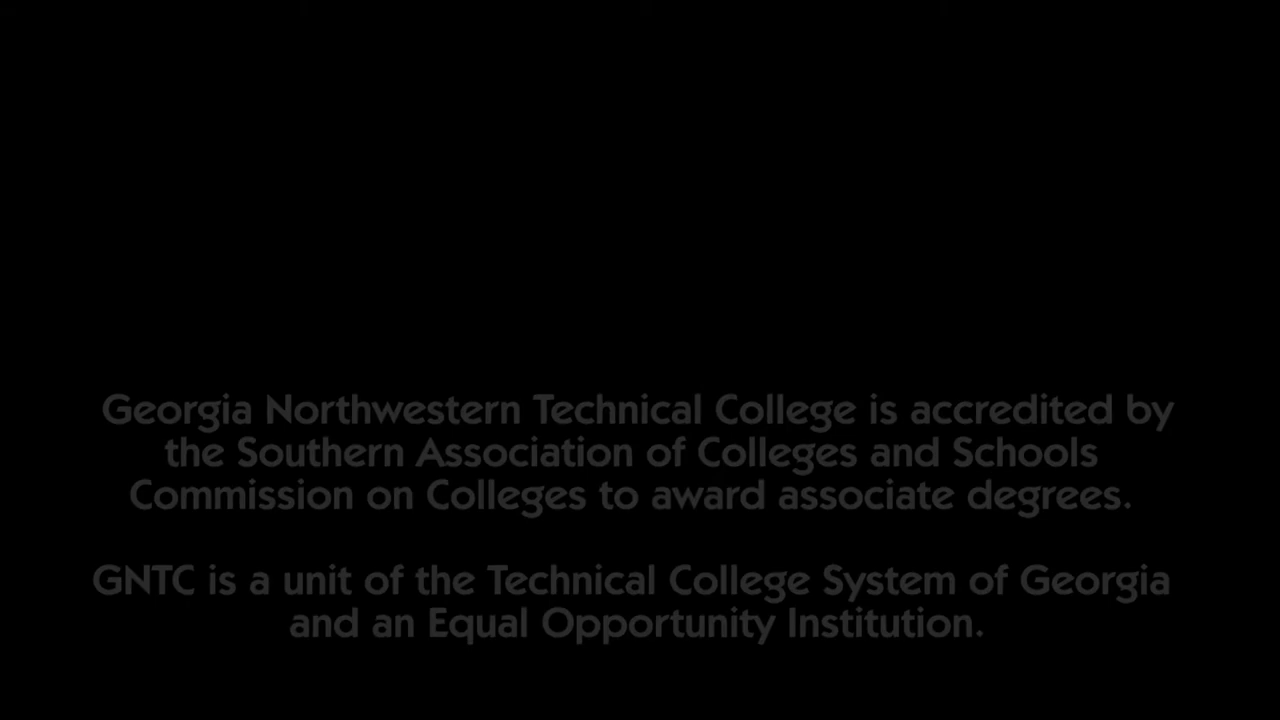 Georgia Northwestern Technical College is accredited by
the Southern Association of Colleges and Schools
Commission on Colleges to award associate degrees.
GNTC is a unit of the Technical College System of Georgia
and an Equal Opportunity Institution.